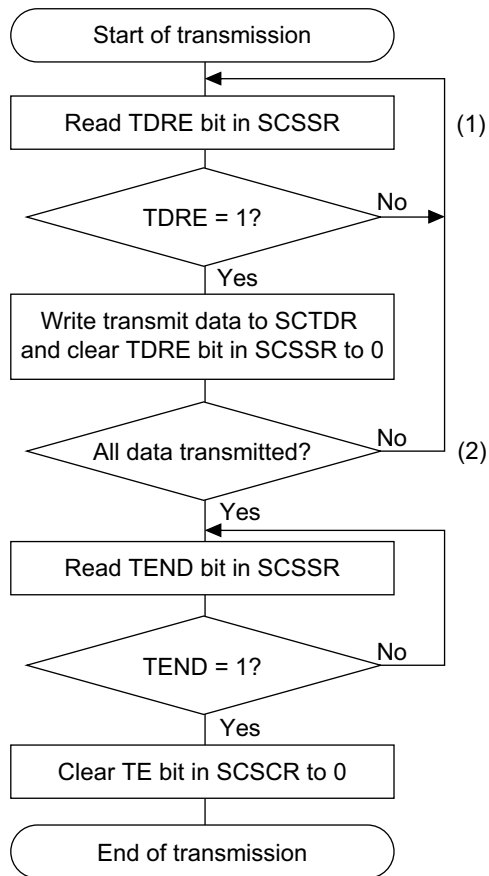 Start of transmission
Read TDRE bit in SCSSR
(1)
TDRE = 1?
No
Yes
Write transmit data to SCTDR
and clear TDRE bit in SCSSR to 0
All data transmitted?
No
(2)
Yes
Read TEND bit in SCSSR
TEND = 1?
No
Yes
Clear TE bit in SCSCR to 0
End of transmission